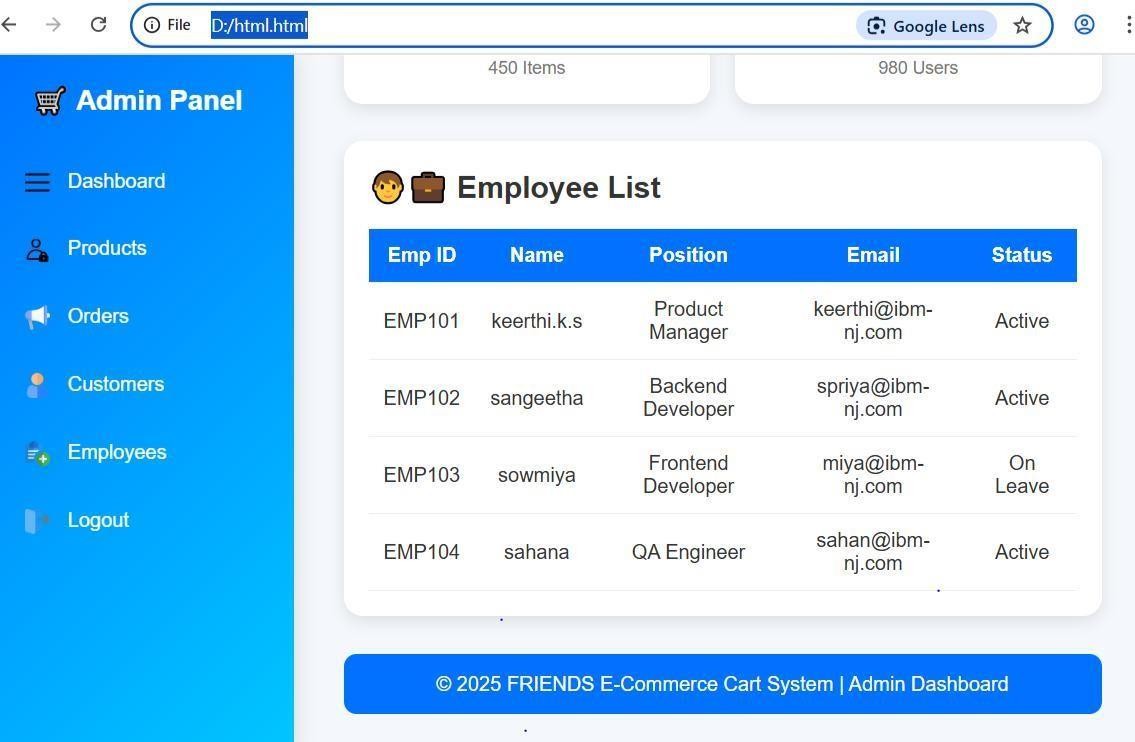 File D:/html.html Google Lens
450 Items 980 Users
Admin Panel
Dashboard
Products
Orders
Customers
Employees
Logout
Employee List
Emp ID Name Position Email Status
EMP101 keerthi.k.s Product Manager keerthi@ibm-nj.com Active
EMP102 sangeetha Backend Developer spriya@ibm-nj.com Active
EMP103 sowmiya Frontend Developer miya@ibm-nj.com On Leave
EMP104 sahana QA Engineer sahan@ibm-nj.com Active
© 2025 FRIENDS E-Commerce Cart System | Admin Dashboard